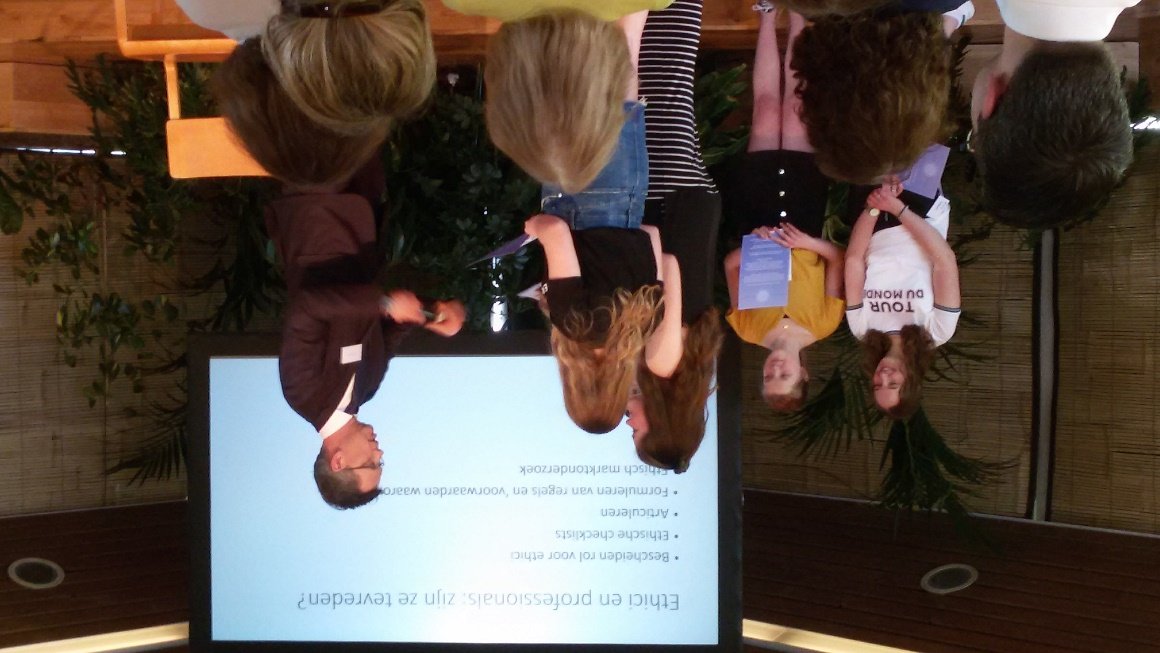 Ethici en professionals: zijn ze tevreden?
• Bescheiden rol voor ethici
• Ethische checklists
• Articuleren
• Formuleren van regels en 'voorwaarden waaron
• Ethisch marktonderzoek
TOUR
DU MONDE